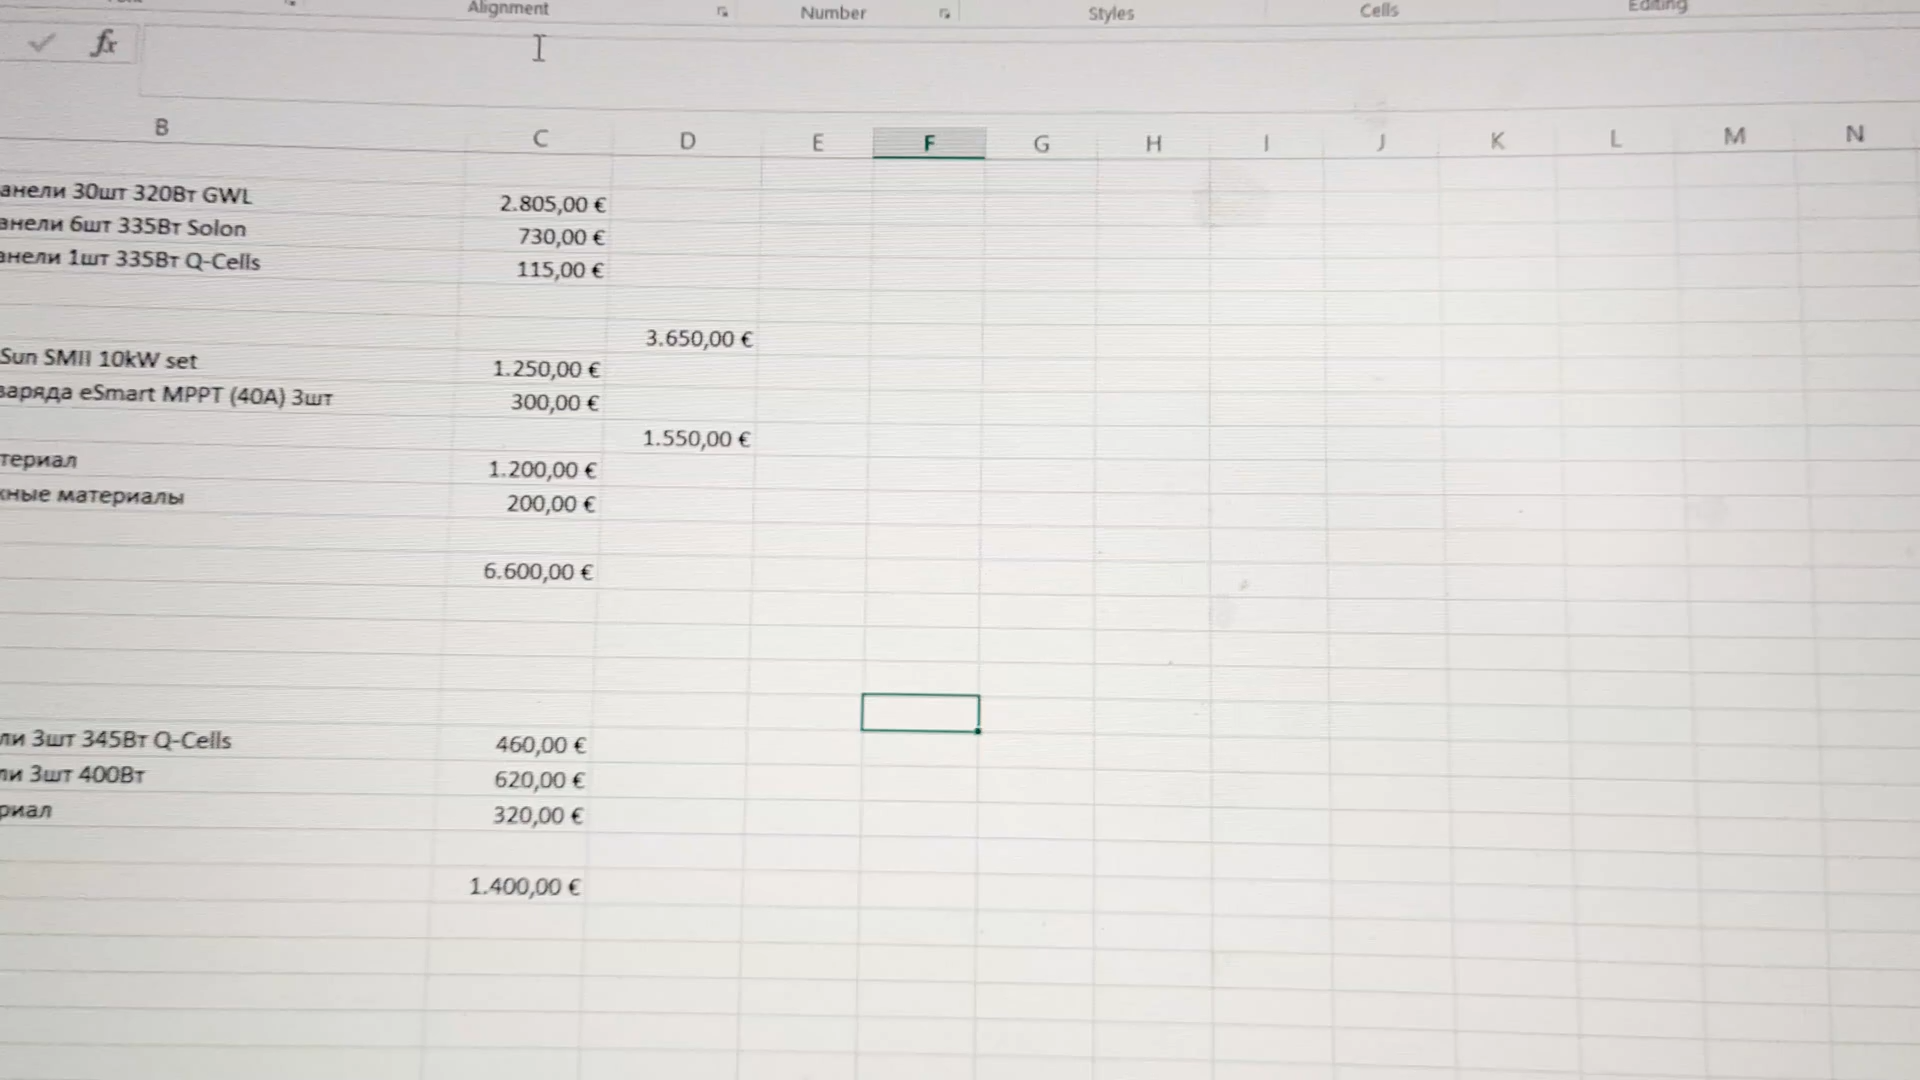 Alignment Number Styles Cells Editing
fx
B C D E F G H I J K L M N
анели 30шт 320Вт GWL 2.805,00 €
анели 6шт 335Вт Solon 730,00 €
анели 1шт 335Вт Q-Cells 115,00 €
3.650,00 €
Sun SMII 10kW set 1.250,00 €
заряда eSmart MPPT (40A) 3шт 300,00 €
1.550,00 €
териал 1.200,00 €
жные материалы 200,00 €
6.600,00 €
ли 3шт 345Вт Q-Cells 460,00 €
ли 3шт 400Вт 620,00 €
риал 320,00 €
1.400,00 €